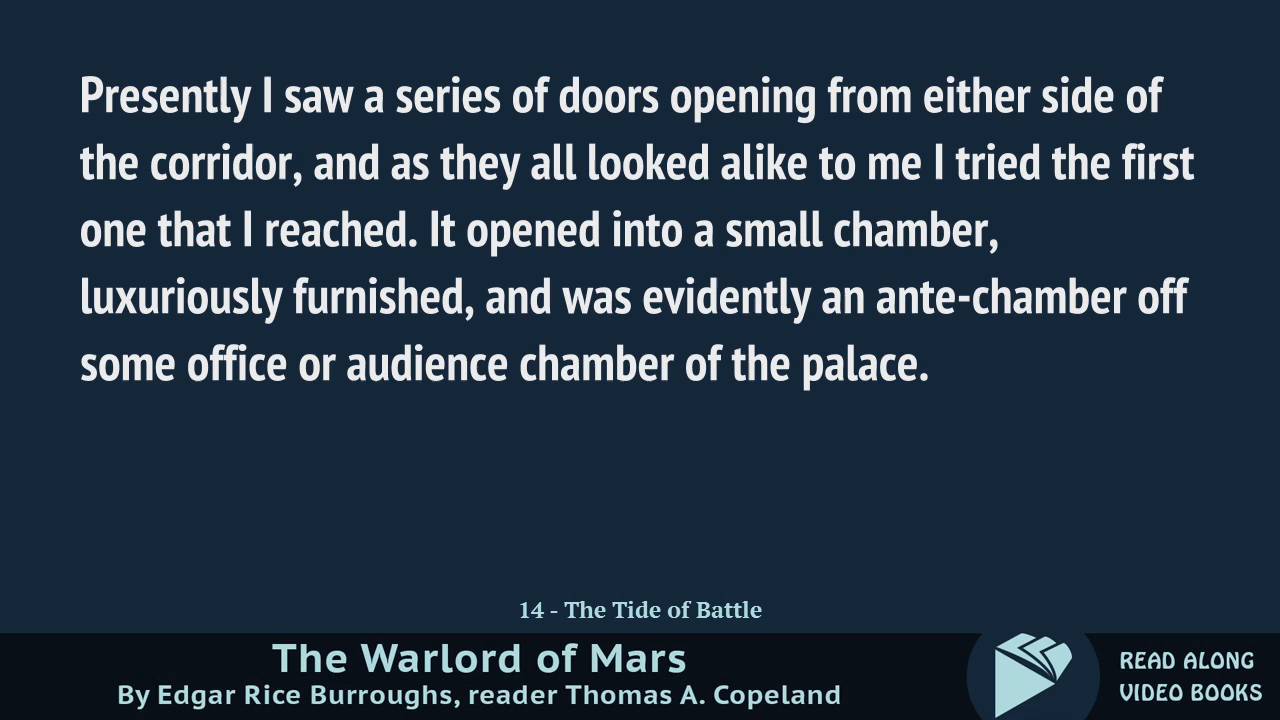 Presently I saw a series of doors opening from either side of
the corridor, and as they all looked alike to me I tried the first
one that I reached. It opened into a small chamber,
luxuriously furnished, and was evidently an ante-chamber off
some office or audience chamber of the palace.
14 - The Tide of Battle
The Warlord of Mars
By Edgar Rice Burroughs, reader Thomas A. Copeland
READ ALONG
VIDEO BOOKS